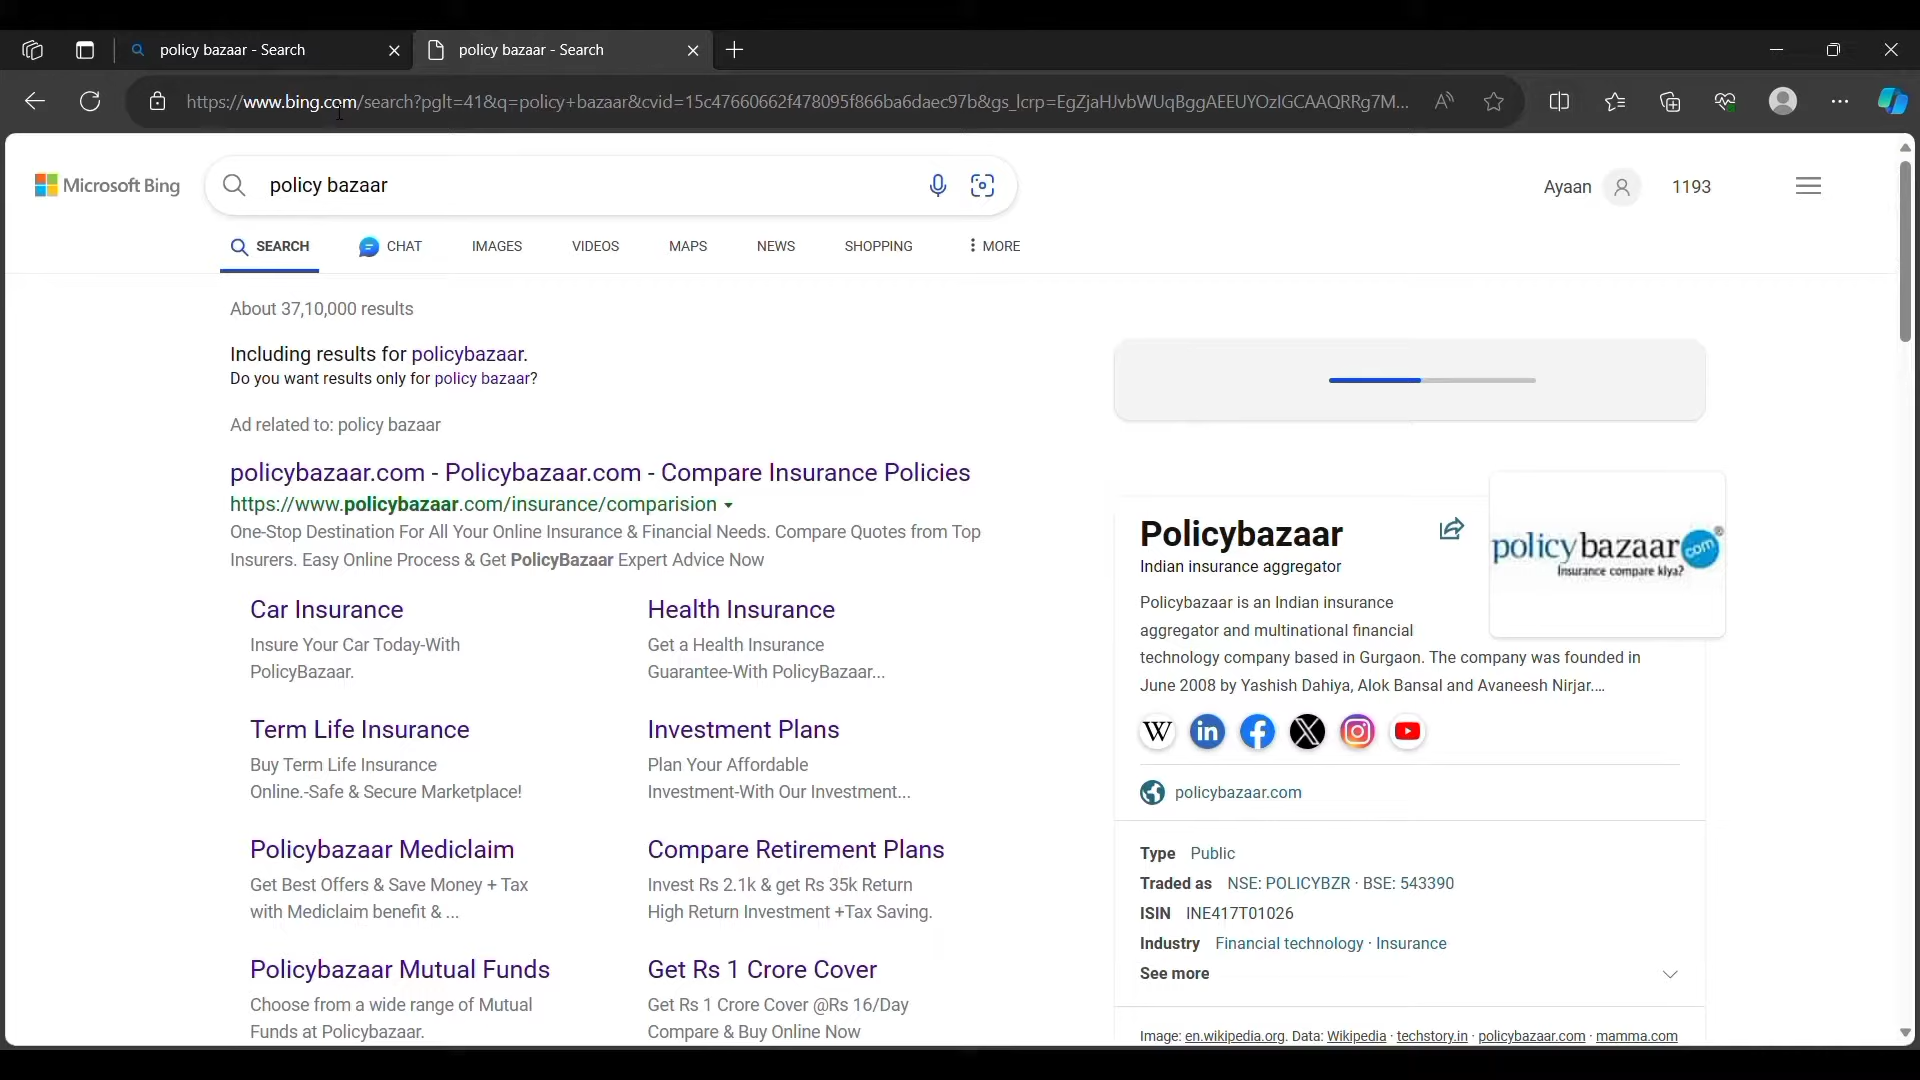 policy bazaar - Search
policy bazaar - Search
https://www.bing.com/search?pglt=41&q=policy+bazaar&cvid=15c47660662f478095f866ba6daec97b&gs_lcrp=EgZjaHJvbWUqBggAEEUYOzIGCAAQRRg7M...
Microsoft Bing
policy bazaar
Ayaan
1193
SEARCH
CHAT
IMAGES
VIDEOS
MAPS
NEWS
SHOPPING
MORE
About 37,10,000 results
Including results for policybazaar.
Do you want results only for policy bazaar?
Ad related to: policy bazaar
policybazaar.com - Policybazaar.com - Compare Insurance Policies
https://www.policybazaar.com/insurance/comparision
One-Stop Destination For All Your Online Insurance & Financial Needs. Compare Quotes from Top
Insurers. Easy Online Process & Get PolicyBazaar Expert Advice Now
Car Insurance
Insure Your Car Today-With
PolicyBazaar.
Health Insurance
Get a Health Insurance
Guarantee-With PolicyBazaar...
Term Life Insurance
Buy Term Life Insurance
Online.-Safe & Secure Marketplace!
Investment Plans
Plan Your Affordable
Investment-With Our Investment...
Policybazaar Mediclaim
Get Best Offers & Save Money + Tax
with Mediclaim benefit & ...
Compare Retirement Plans
Invest Rs 2.1k & get Rs 35k Return
High Return Investment +Tax Saving.
Policybazaar Mutual Funds
Choose from a wide range of Mutual
Funds at Policybazaar.
Get Rs 1 Crore Cover
Get Rs 1 Crore Cover @Rs 16/Day
Compare & Buy Online Now
Policybazaar
Indian insurance aggregator
policybazaar com ®
Insurance compare kiya?
Policybazaar is an Indian insurance
aggregator and multinational financial
technology company based in Gurgaon. The company was founded in
June 2008 by Yashish Dahiya, Alok Bansal and Avaneesh Nirjar....
policybazaar.com
Type Public
Traded as NSE: POLICYBZR · BSE: 543390
ISIN INE417T01026
Industry Financial technology · Insurance
See more
Image: en.wikipedia.org. Data: Wikipedia · techstory.in · policybazaar.com · mamma.com